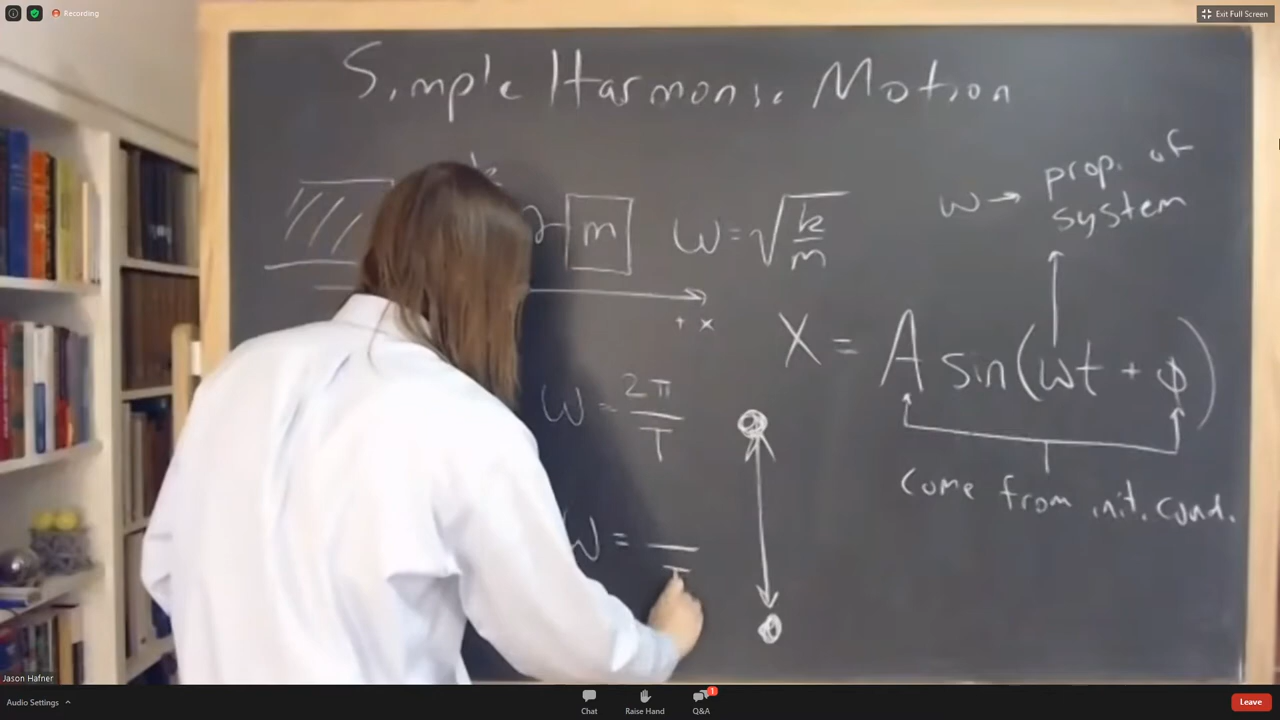 Recording
Exit Full Screen
Simple Harmonic Motion
k
m
ω = √k/m
ω → prop. of
system
+ x
X = A sin(ωt + φ)
ω = 2π/T
come from init. cond.
ω = /T
Jason Hafner
Audio Settings
Chat
Raise Hand
1
Q&A
Leave